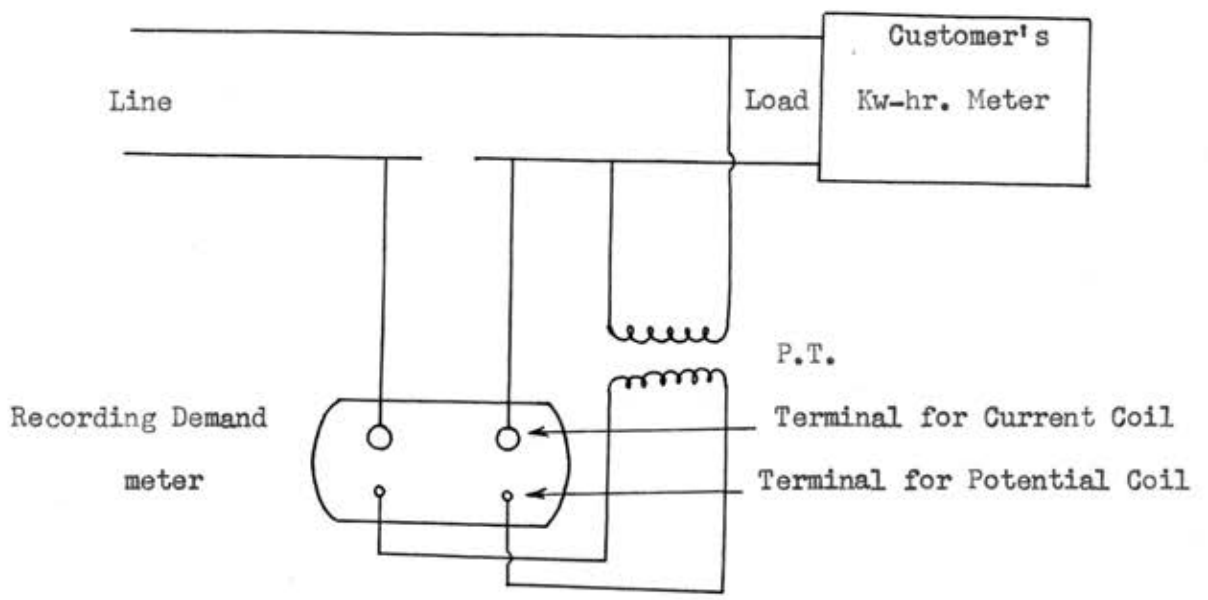 Customer's
Line
Load
Kw-hr. Meter
P.T.
Recording Demand
meter
Terminal for Current Coil
Terminal for Potential Coil